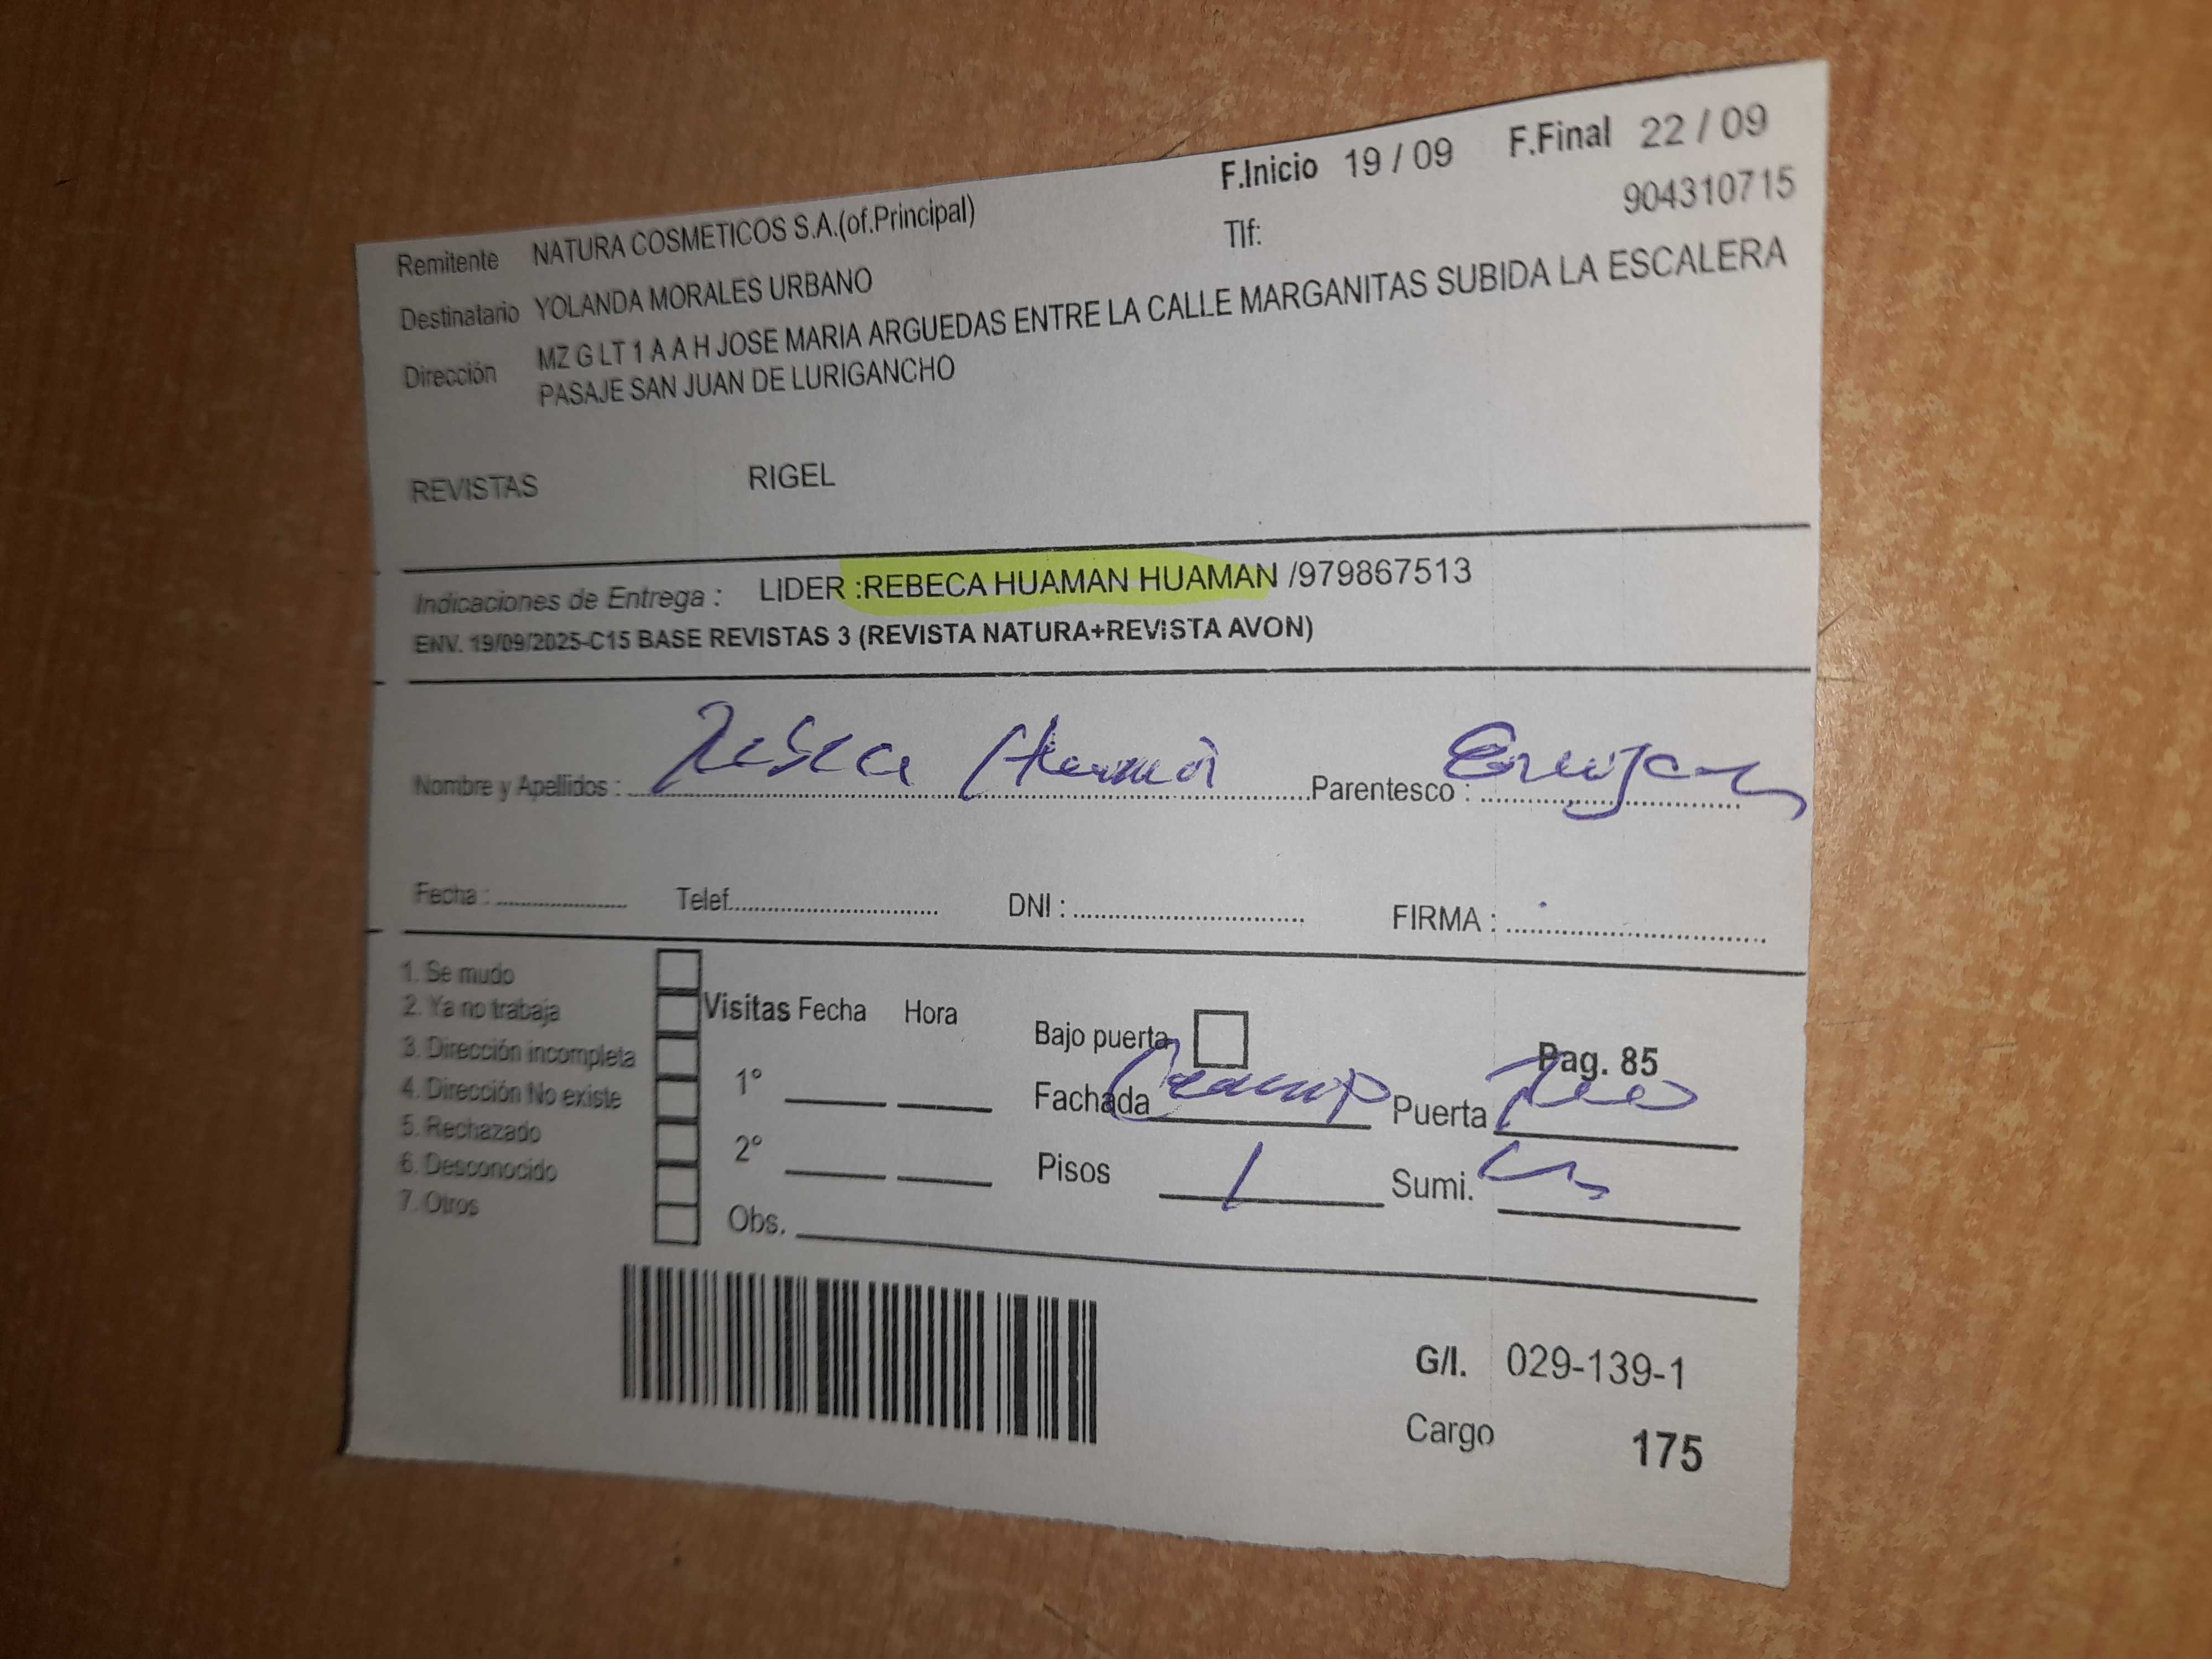 F.Inicio 19 / 09 F.Final 22 / 09
Remitente NATURA COSMETICOS S.A.(of.Principal) Tlf: 904310715
Destinatario YOLANDA MORALES URBANO
Dirección MZ G LT 1 A A H JOSE MARIA ARGUEDAS ENTRE LA CALLE MARGANITAS SUBIDA LA ESCALERA
PASAJE SAN JUAN DE LURIGANCHO
REVISTAS RIGEL
Indicaciones de Entrega : LIDER :REBECA HUAMAN HUAMAN /979867513
ENV. 19/09/2025-C15 BASE REVISTAS 3 (REVISTA NATURA+REVISTA AVON)
Nombre y Apellidos : Rebeca Parentesco :
Fecha : Telef. DNI : FIRMA :
1. Se mudo
2. Ya no trabaja
3. Dirección incompleta
4. Dirección No existe
5. Rechazado
6. Desconocido
7. Otros
Visitas Fecha Hora
1°
2°
Obs.
Bajo puerta Pag. 85
Fachada Puerta
Pisos 1 Sumi.
G/I. 029-139-1
Cargo 175